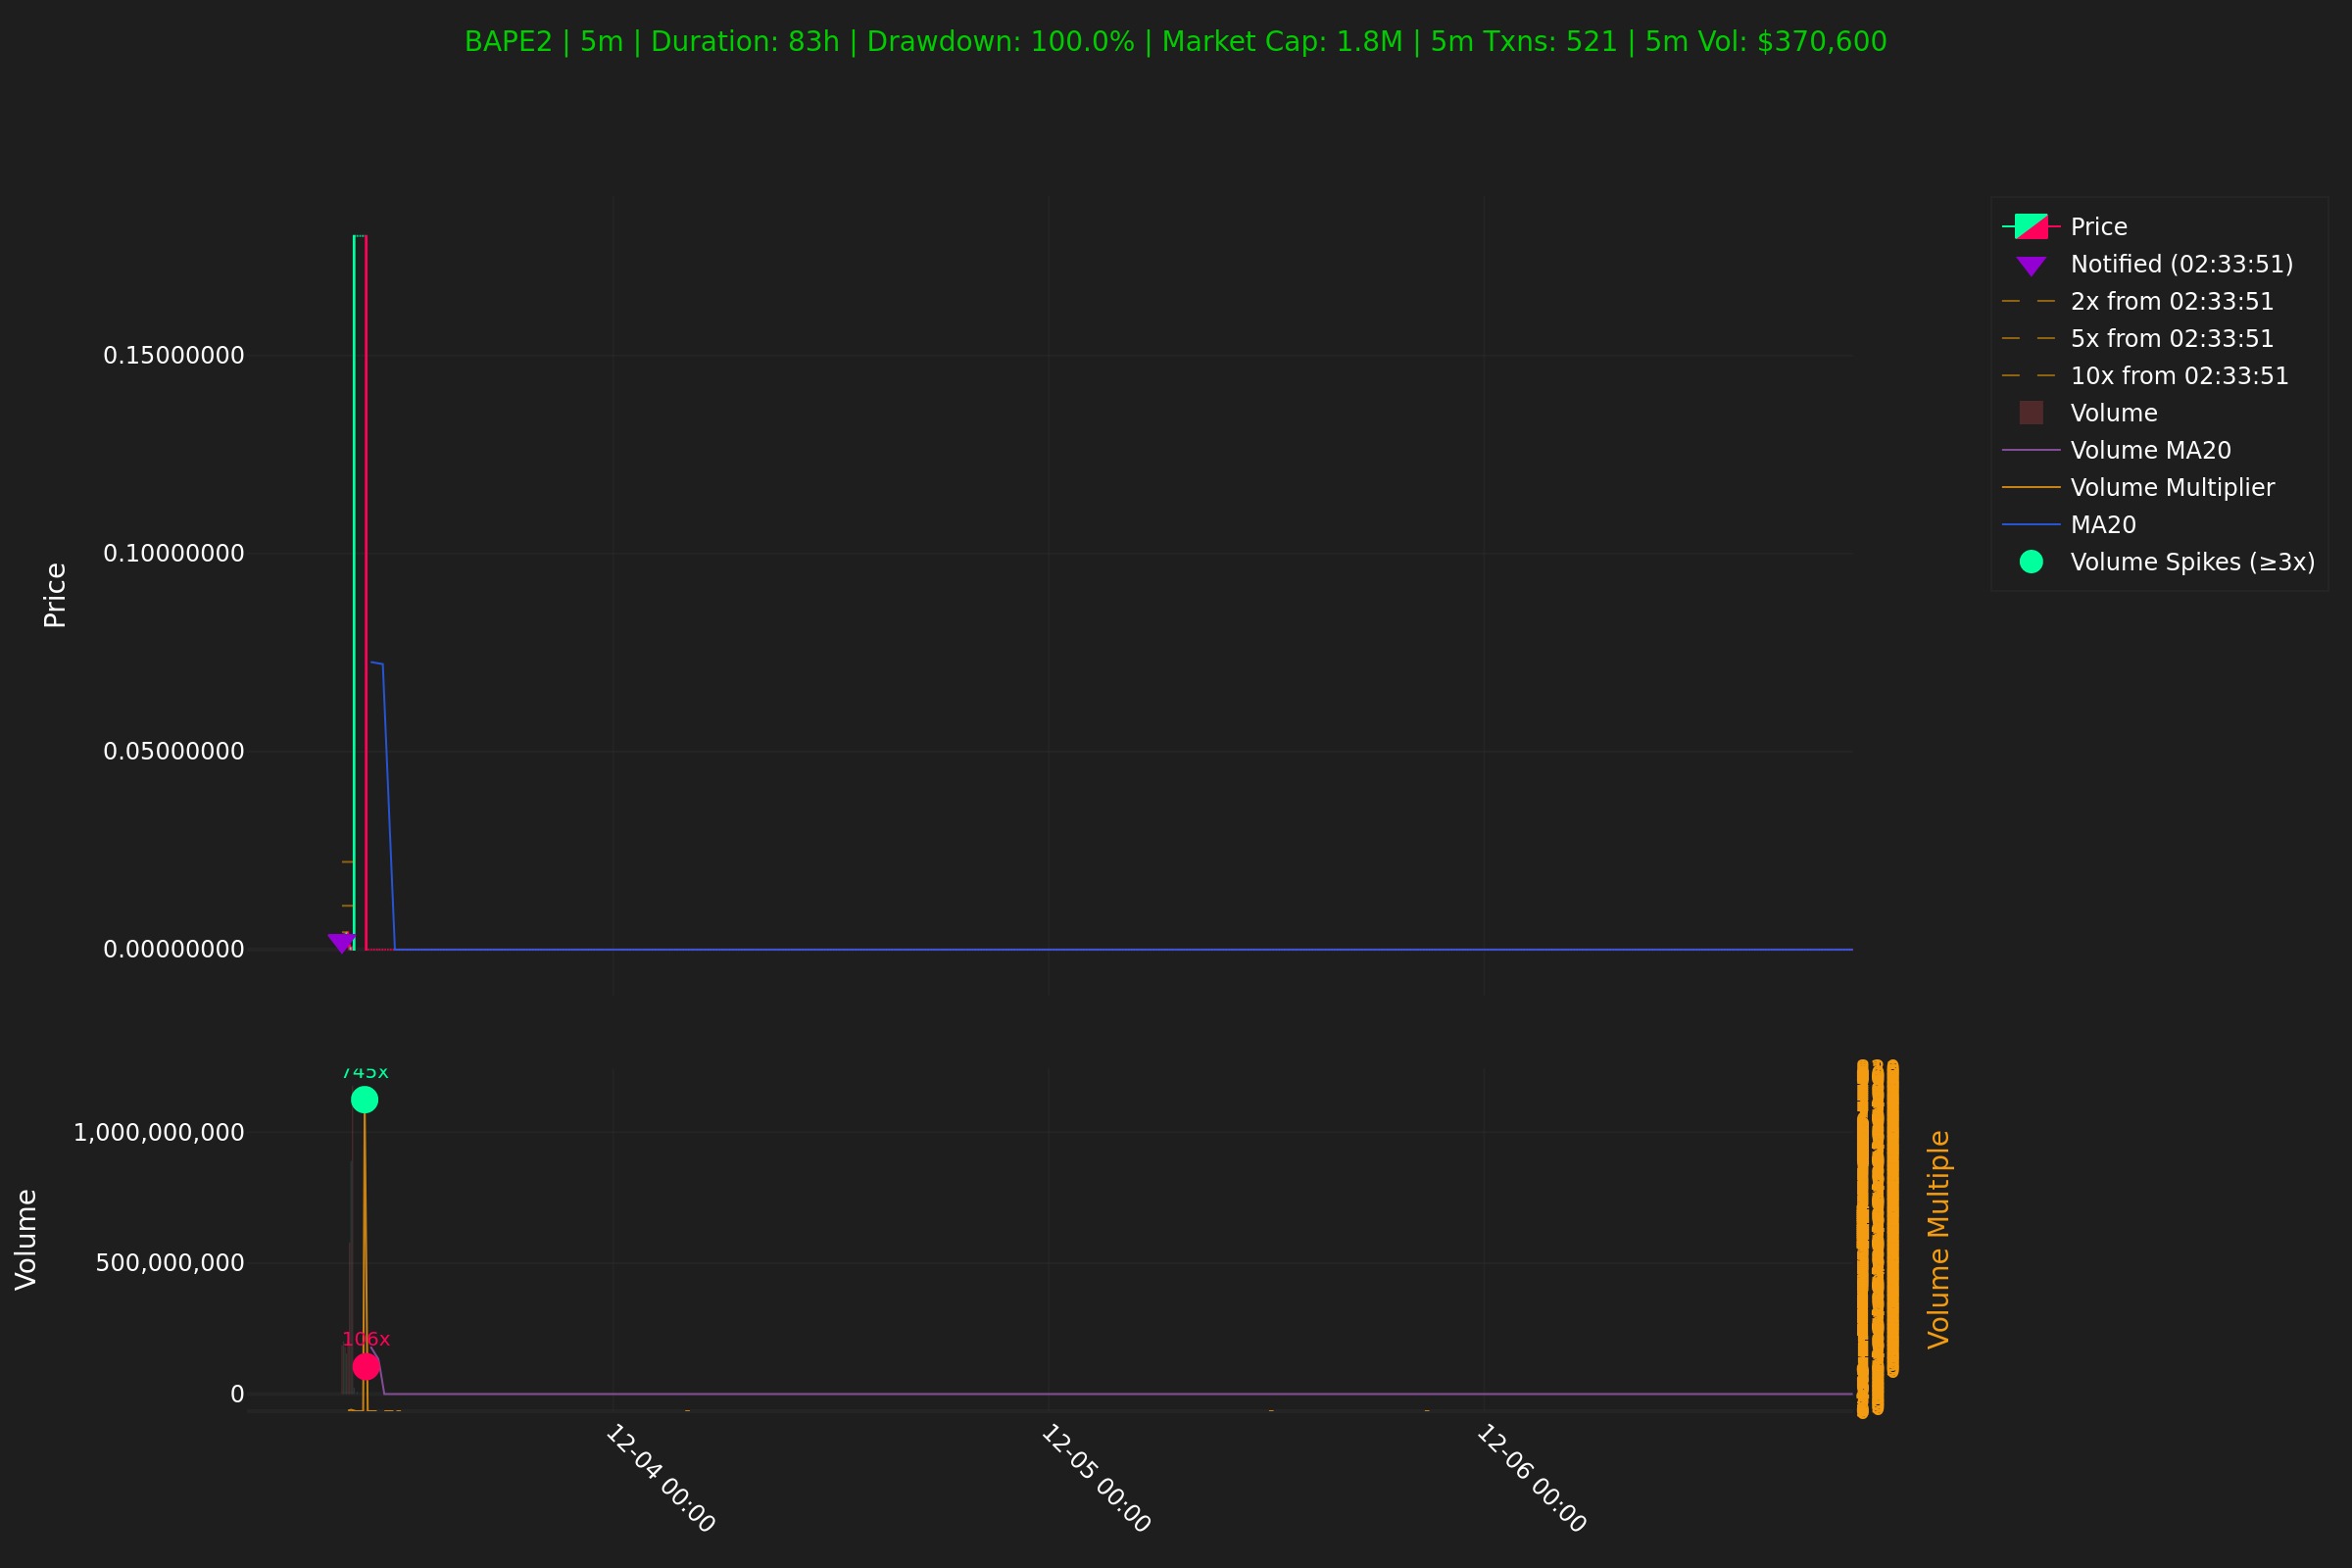 BAPE2 | 5m | Duration: 83h | Drawdown: 100.0% | Market Cap: 1.8M | 5m Txns: 521 | 5m Vol: $370,600
Price
0.15000000
0.10000000
0.05000000
0.00000000
Price
Notified (02:33:51)
2x from 02:33:51
5x from 02:33:51
10x from 02:33:51
Volume
Volume MA20
Volume Multiplier
MA20
Volume Spikes (≥3x)
Volume
1,000,000,000
500,000,000
0
745x
106x
Volume Multiple
12-04 00:00
12-05 00:00
12-06 00:00